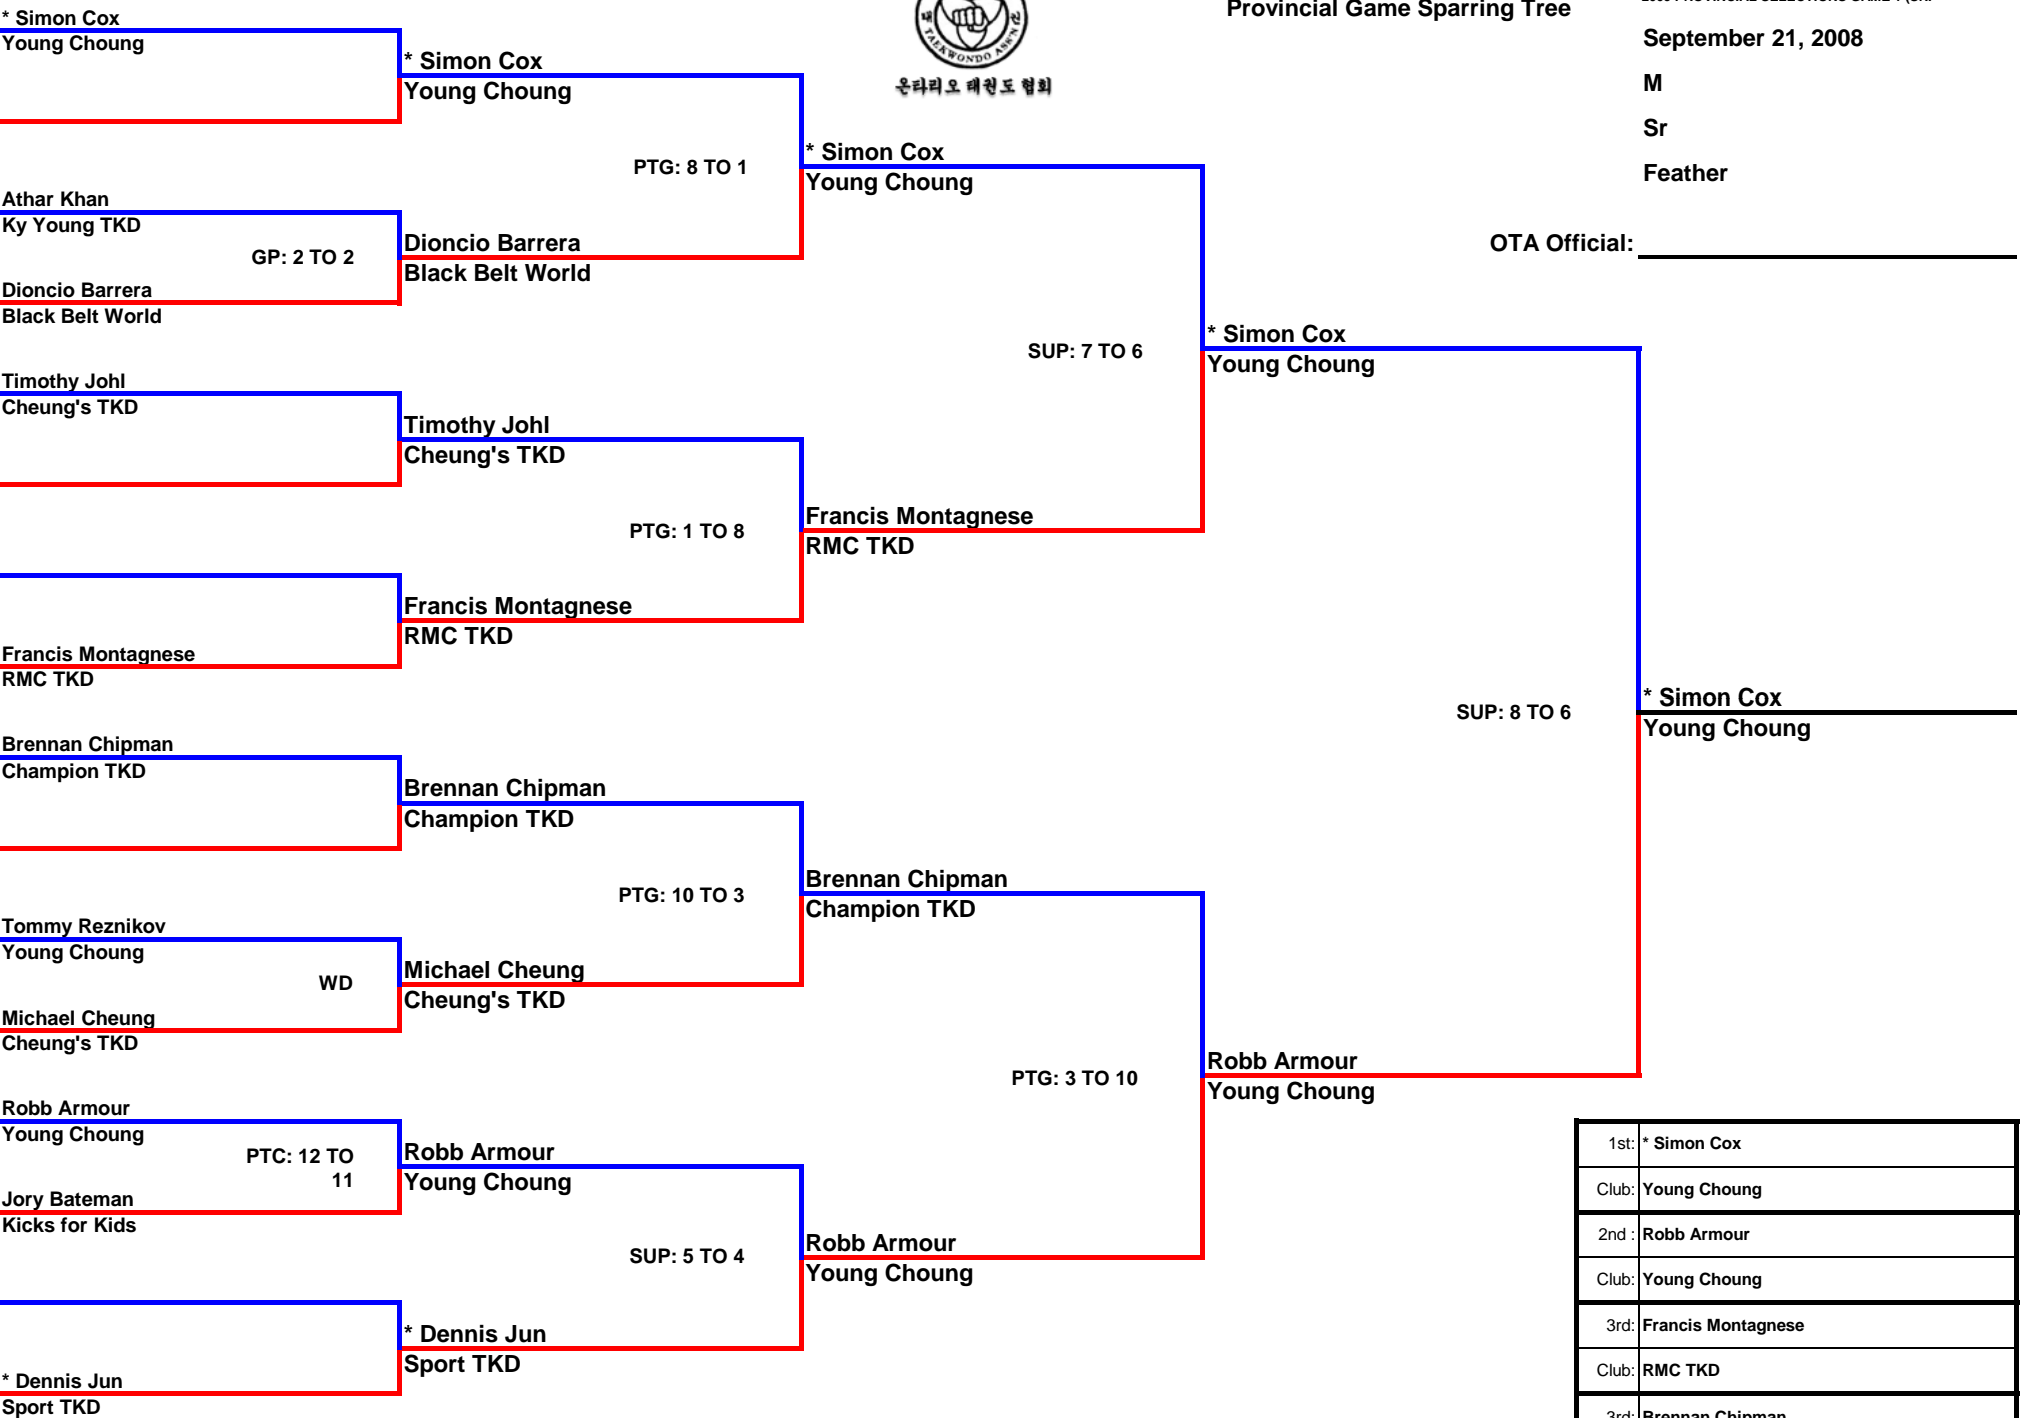 Provincial Game Sparring Tree
September 21, 2008
M
Sr
Feather
OTA Official:
TAEKWONDO ASS'N
온타리오 태권도 협회
* Simon Cox
Young Choung
Athar Khan
Ky Young TKD
GP: 2 TO 2
Dioncio Barrera
Black Belt World
Timothy Johl
Cheung's TKD
Francis Montagnese
RMC TKD
Brennan Chipman
Champion TKD
Tommy Reznikov
Young Choung
WD
Michael Cheung
Cheung's TKD
Robb Armour
Young Choung
PTC: 12 TO
11
Jory Bateman
Kicks for Kids
* Dennis Jun
Sport TKD
* Simon Cox
Young Choung
PTG: 8 TO 1
Dioncio Barrera
Black Belt World
Timothy Johl
Cheung's TKD
PTG: 1 TO 8
Francis Montagnese
RMC TKD
Brennan Chipman
Champion TKD
PTG: 10 TO 3
Michael Cheung
Cheung's TKD
Robb Armour
Young Choung
SUP: 5 TO 4
* Dennis Jun
Sport TKD
* Simon Cox
Young Choung
SUP: 7 TO 6
Francis Montagnese
RMC TKD
Brennan Chipman
Champion TKD
PTG: 3 TO 10
Robb Armour
Young Choung
* Simon Cox
Young Choung
SUP: 8 TO 6
Robb Armour
Young Choung
* Simon Cox
Young Choung
1st: * Simon Cox
Club: Young Choung
2nd : Robb Armour
Club: Young Choung
3rd: Francis Montagnese
Club: RMC TKD
3rd: Brennan Chipman